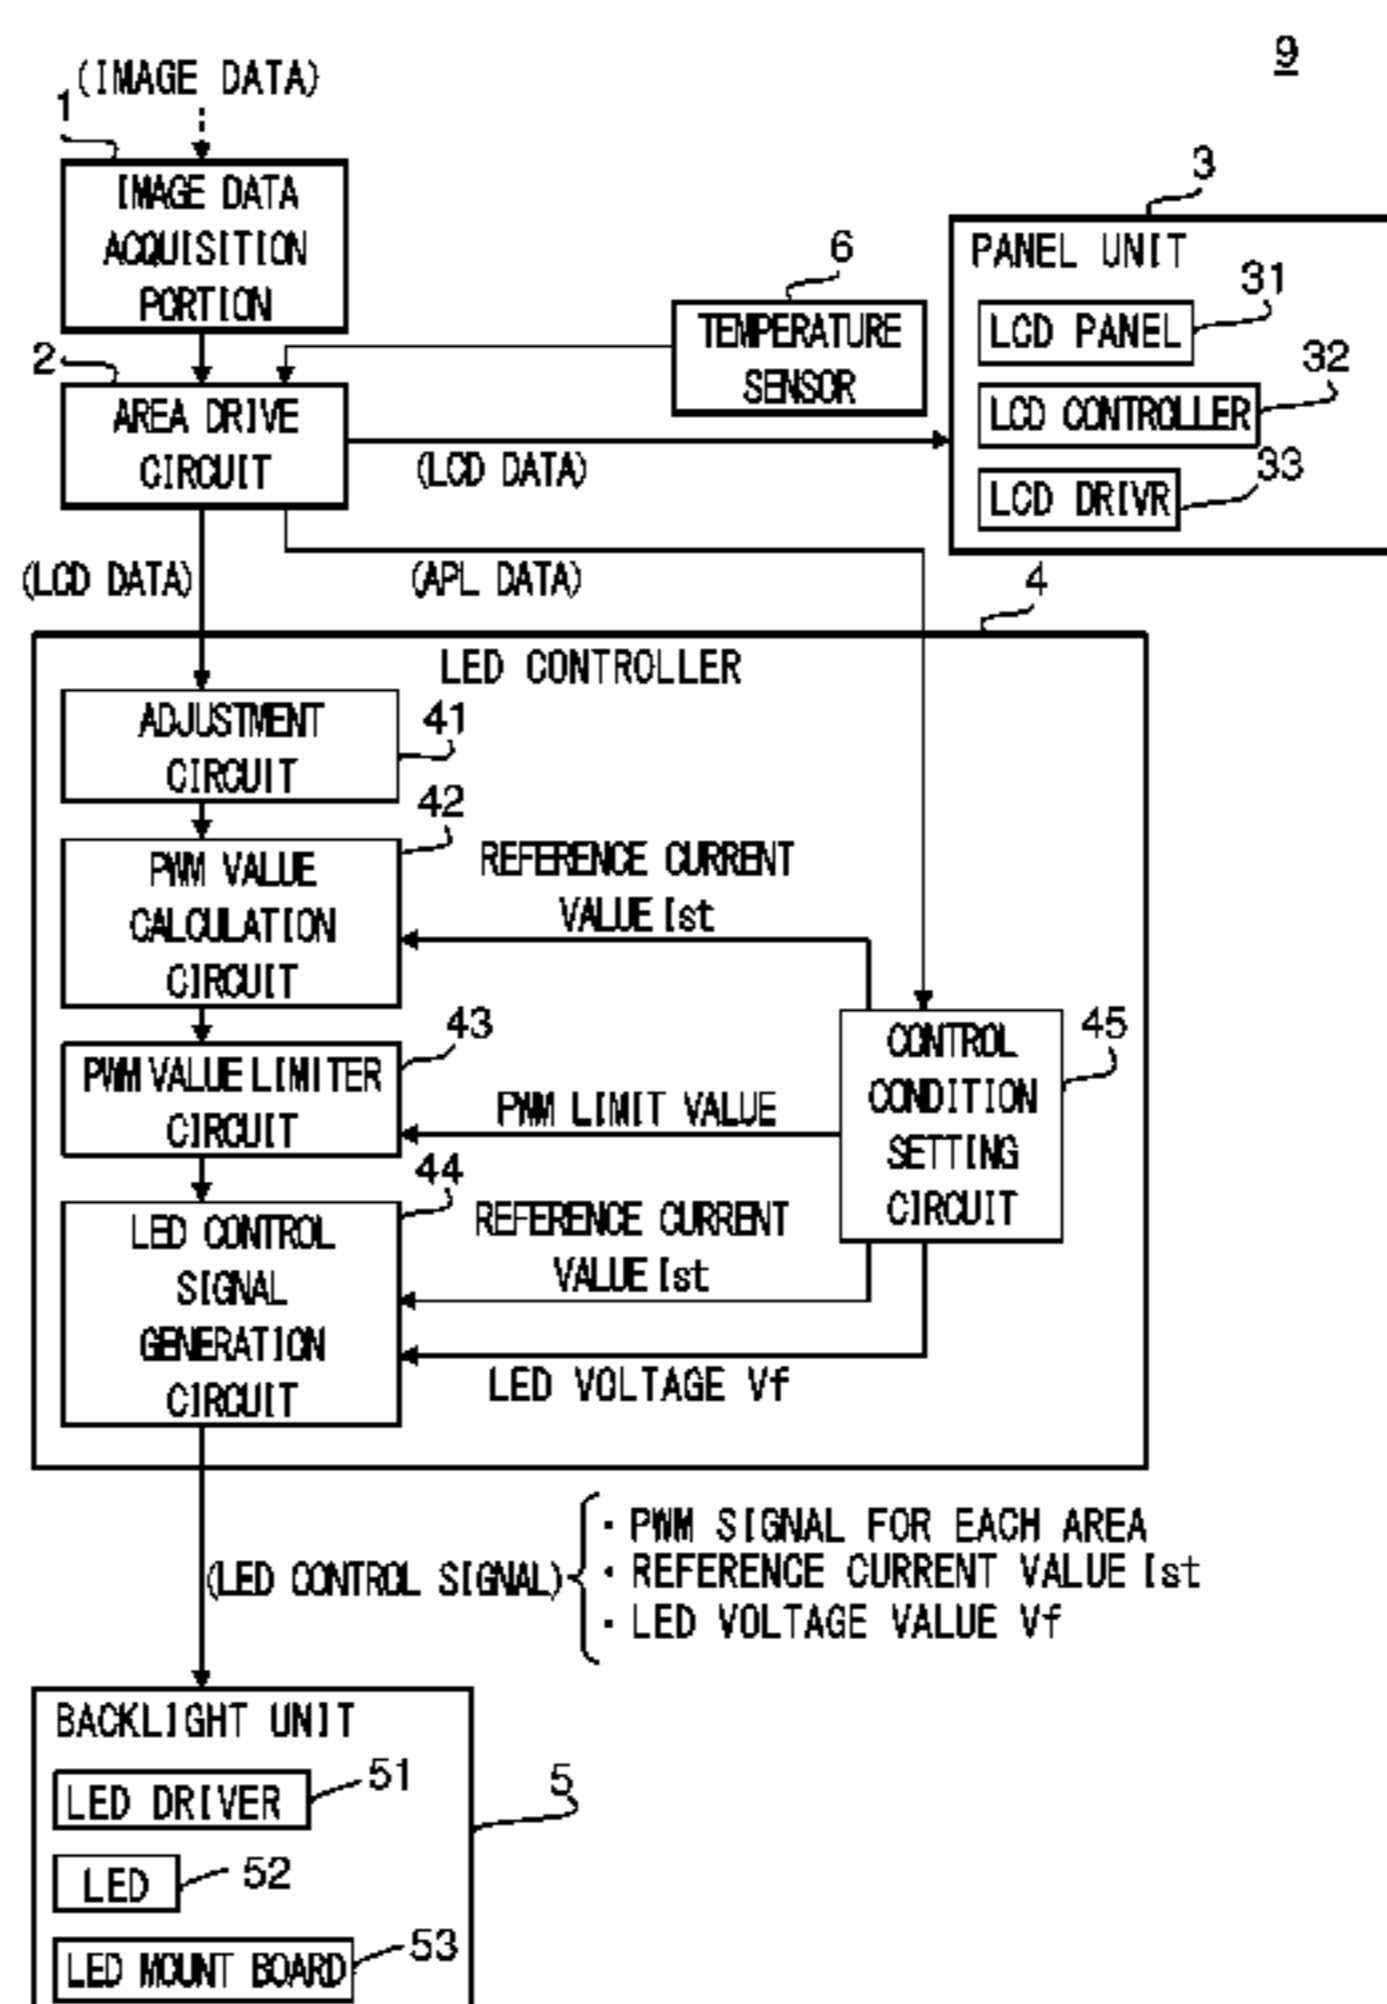 9
(IMAGE DATA)
1
IMAGE DATA
ACQUISITION
PORTION
3
PANEL UNIT
31
LCD PANEL
32
LCD CONTROLLER
33
LCD DRIVR
6
TEMPERATURE
SENSOR
2
AREA DRIVE
CIRCUIT
(LCD DATA)
(LCD DATA)
(APL DATA)
4
LED CONTROLLER
ADJUSTMENT
CIRCUIT
41
42
PWM VALUE
CALCULATION
CIRCUIT
REFERENCE CURRENT
VALUE Ist
43
PWM VALUE LIMITER
CIRCUIT
PWM LIMIT VALUE
CONTROL
CONDITION
SETTING
CIRCUIT
45
44
LED CONTROL
SIGNAL
GENERATION
CIRCUIT
REFERENCE CURRENT
VALUE Ist
LED VOLTAGE Vf
(LED CONTROL SIGNAL)
· PWM SIGNAL FOR EACH AREA
· REFERENCE CURRENT VALUE Ist
· LED VOLTAGE VALUE Vf
BACKLIGHT UNIT
5
LED DRIVER
51
LED
52
LED MOUNT BOARD
53